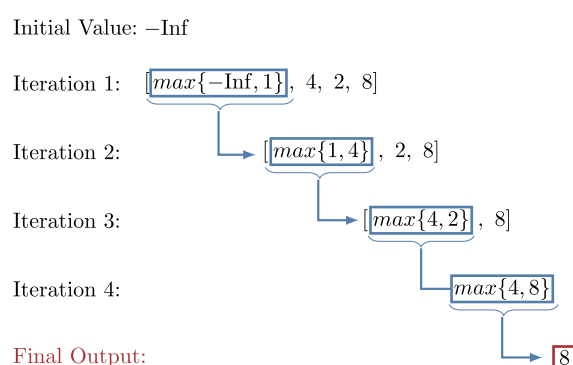 Initial Value: −Inf
Iteration 1: [max{−Inf, 1} , 4, 2, 8]
Iteration 2: [max{1, 4} , 2, 8]
Iteration 3: [max{4, 2} , 8]
Iteration 4: max{4, 8}
Final Output: 8